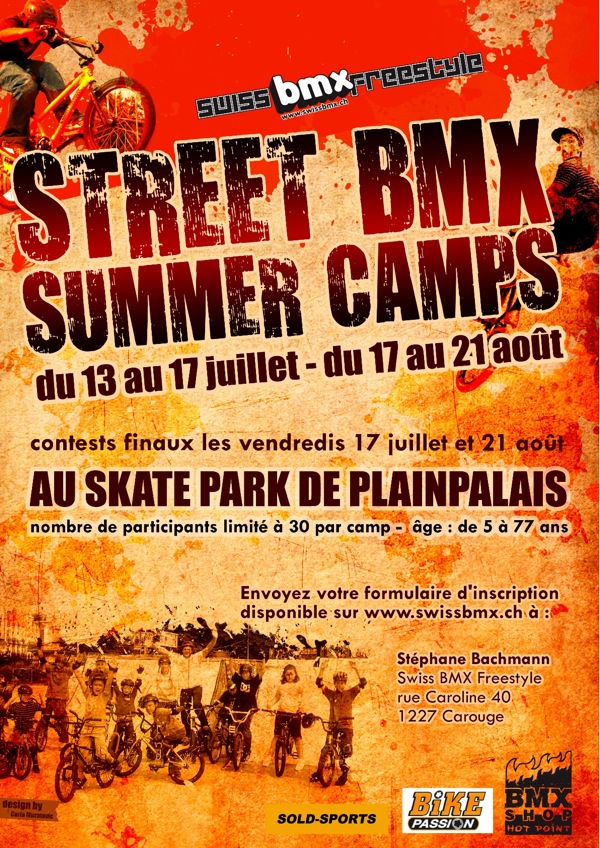 swiss bmx freestyle
www.swissbmx.ch
STREET BMX
SUMMER CAMPS
du 13 au 17 juillet - du 17 au 21 août
contests finaux les vendredis 17 juillet et 21 août
AU SKATE PARK DE PLAINPALAIS
nombre de participants limité à 30 par camp - âge : de 5 à 77 ans
Envoyez votre formulaire d'inscription
disponible sur www.swissbmx.ch à :
Stéphane Bachmann
Swiss BMX Freestyle
rue Caroline 40
1227 Carouge
design by
SOLD-SPORTS
BiKE
PASSION
BMX
SHOP
HOT POINT